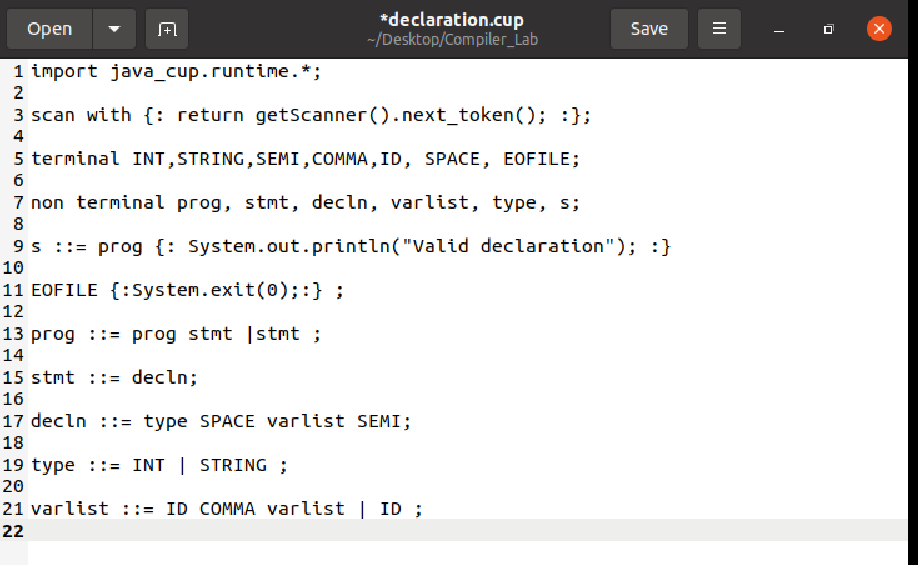 Open
*declaration.cup
~/Desktop/Compiler_Lab
Save
1 import java_cup.runtime.*;
2
3 scan with {: return getScanner().next_token(); :};
4
5 terminal INT,STRING,SEMI,COMMA,ID, SPACE, EOFILE;
6
7 non terminal prog, stmt, decln, varlist, type, s;
8
9 s ::= prog {: System.out.println("Valid declaration"); :}
10
11 EOFILE {:System.exit(0);:} ;
12
13 prog ::= prog stmt |stmt ;
14
15 stmt ::= decln;
16
17 decln ::= type SPACE varlist SEMI;
18
19 type ::= INT | STRING ;
20
21 varlist ::= ID COMMA varlist | ID ;
22